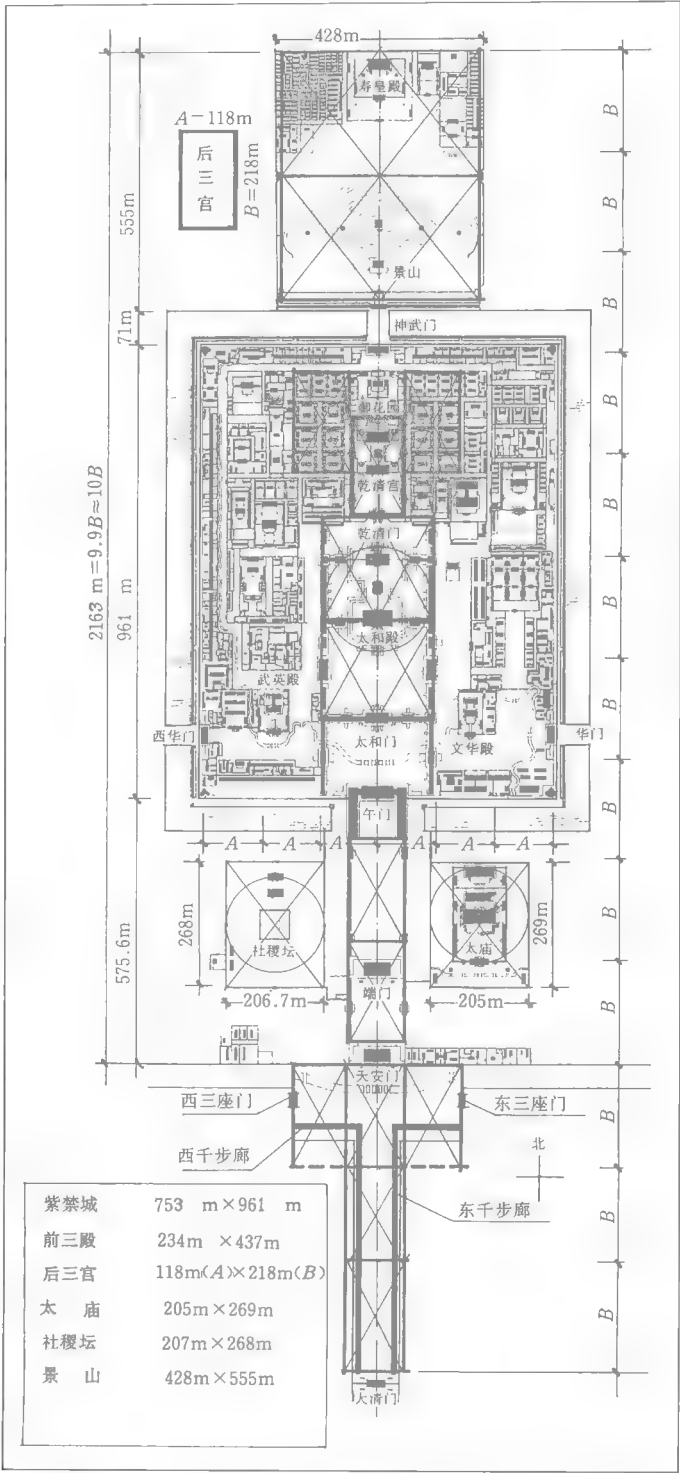 428m
寿皇殿
A=118m
后三宫
B=218m
555m
景山
神武门
71m
御花园
乾清宫
乾清门
2163 m=9.9B≈10B
961 m
太和殿
武英殿
西华门
太和门
文华殿
华门
午门
A
A
A
A
A
A
268m
社稷坛
206.7m
太庙
269m
205m
575.6m
端门
天安门
西三座门
东三座门
西千步廊
东千步廊
北
大清门
B
B
B
B
B
B
B
B
B
B
B
B
B
紫禁城 753 m×961 m
前三殿 234m ×437m
后三宫 118m(A)×218m(B)
太 庙 205m×269m
社稷坛 207m×268m
景 山 428m×555m